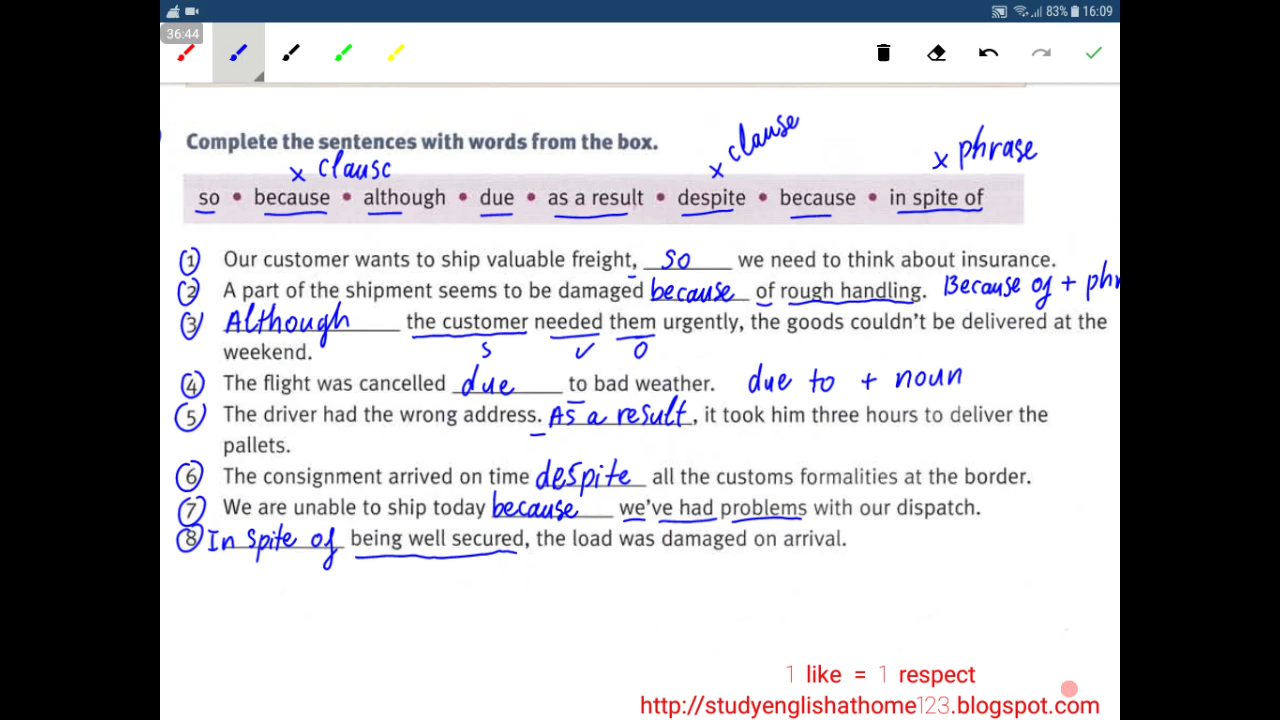 83% 16:09
36:44
Complete the sentences with words from the box.
x clause
x clause
x phrase
so • because • although • due • as a result • despite • because • in spite of
1 Our customer wants to ship valuable freight, so we need to think about insurance.
2 A part of the shipment seems to be damaged because of rough handling. Because of + phr
3 Although the customer needed them urgently, the goods couldn't be delivered at the
weekend. S V O
4 The flight was cancelled due to bad weather. due to + noun
5 The driver had the wrong address. As a result, it took him three hours to deliver the
pallets.
6 The consignment arrived on time despite all the customs formalities at the border.
7 We are unable to ship today because we've had problems with our dispatch.
8 In spite of being well secured, the load was damaged on arrival.
1 like = 1 respect
http://studyenglishathome123.blogspot.com